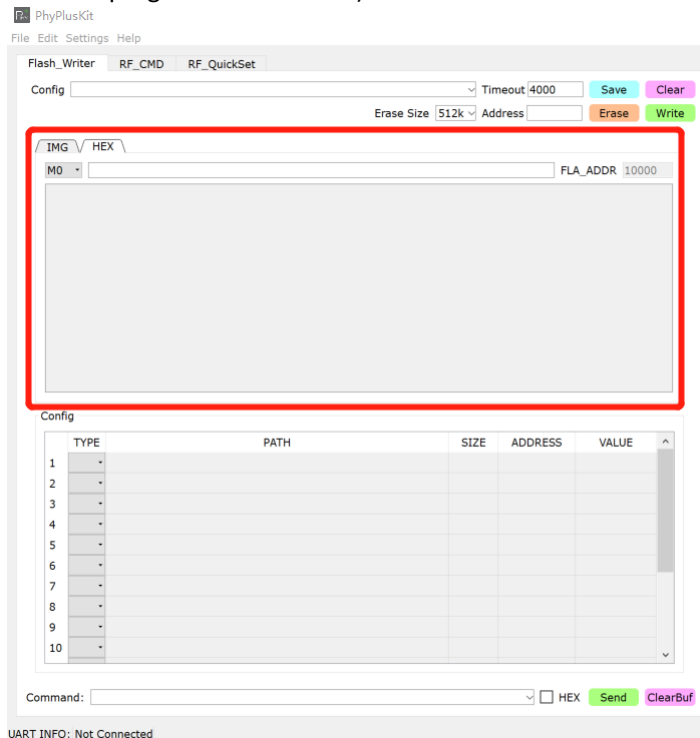 PhyPlusKit
File Edit Settings Help
Flash_Writer RF_CMD RF_QuickSet
Config Timeout 4000 Save Clear
Erase Size 512k Address Erase Write
IMG HEX
M0 FLA_ADDR 10000
Config
TYPE PATH SIZE ADDRESS VALUE
1
2
3
4
5
6
7
8
9
10
Command: HEX Send ClearBuf
UART INFO: Not Connected